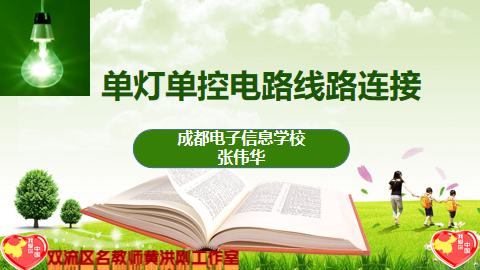 单灯单控电路线路连接
成都电子信息学校
张伟华
双流区名教师黄洪刚工作室